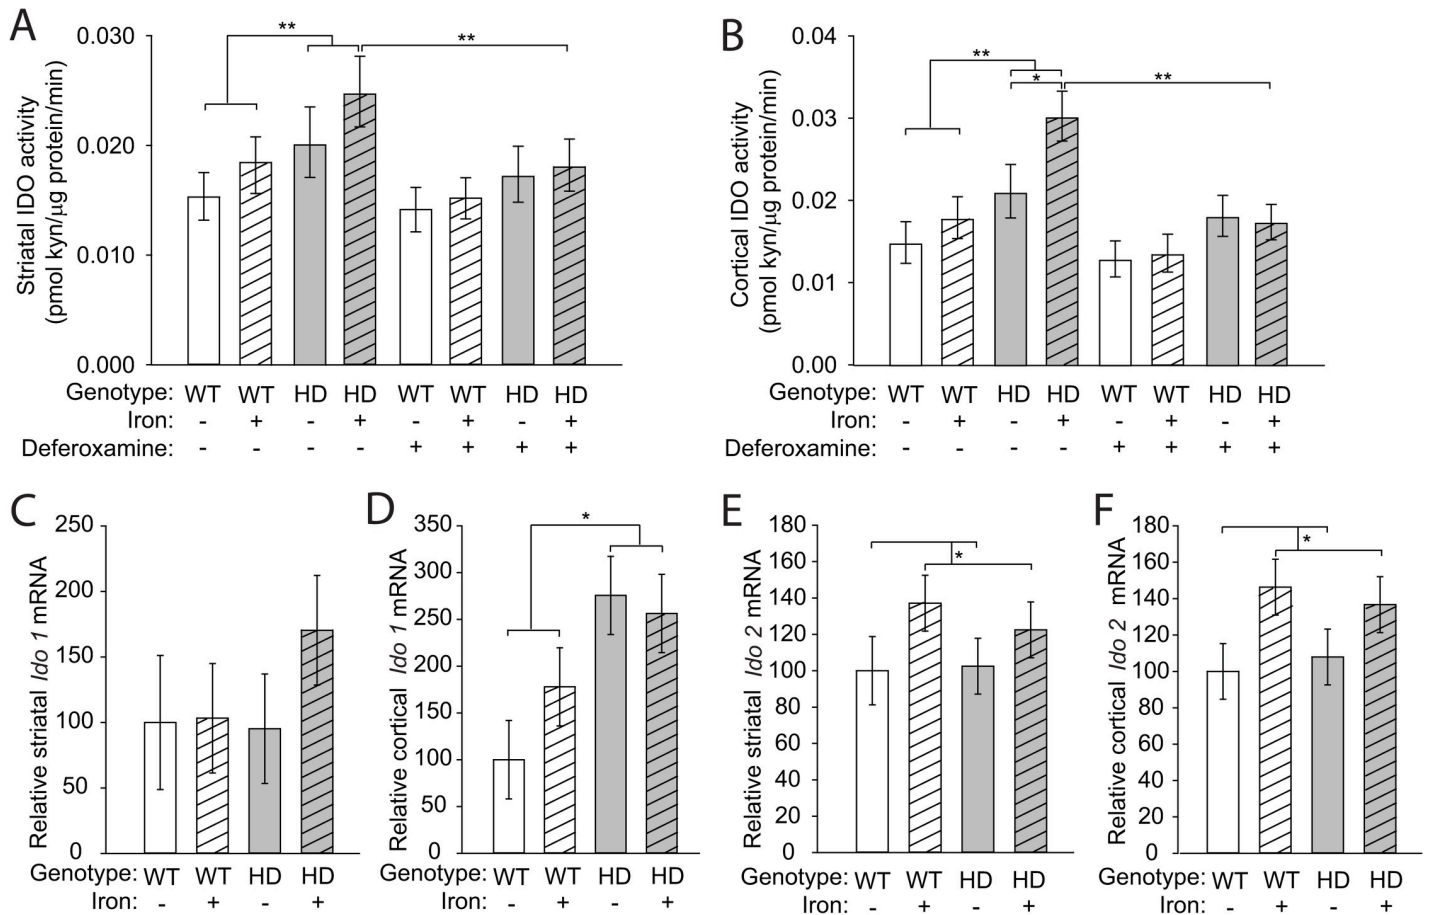 A
Striatal IDO activity
(pmol kyn/µg protein/min)
0.030
0.020
0.010
0.000
**
**
Genotype: WT WT HD HD WT WT HD HD
Iron: - + - + - + - +
Deferoxamine: - - - - + + + +
B
Cortical IDO activity
(pmol kyn/µg protein/min)
0.04
0.03
0.02
0.01
0.00
**
*
**
Genotype: WT WT HD HD WT WT HD HD
Iron: - + - + - + - +
Deferoxamine: - - - - + + + +
C
Relative striatal Ido 1 mRNA
250
200
150
100
50
0
Genotype: WT WT HD HD
Iron: - + - +
D
Relative cortical Ido 1 mRNA
350
300
250
200
150
100
50
0
*
Genotype: WT WT HD HD
Iron: - + - +
E
Relative striatal Ido 2 mRNA
180
160
140
120
100
80
60
40
20
0
*
Genotype: WT WT HD HD
Iron: - + - +
F
Relative cortical Ido 2 mRNA
180
160
140
120
100
80
60
40
20
0
*
Genotype: WT WT HD HD
Iron: - + - +